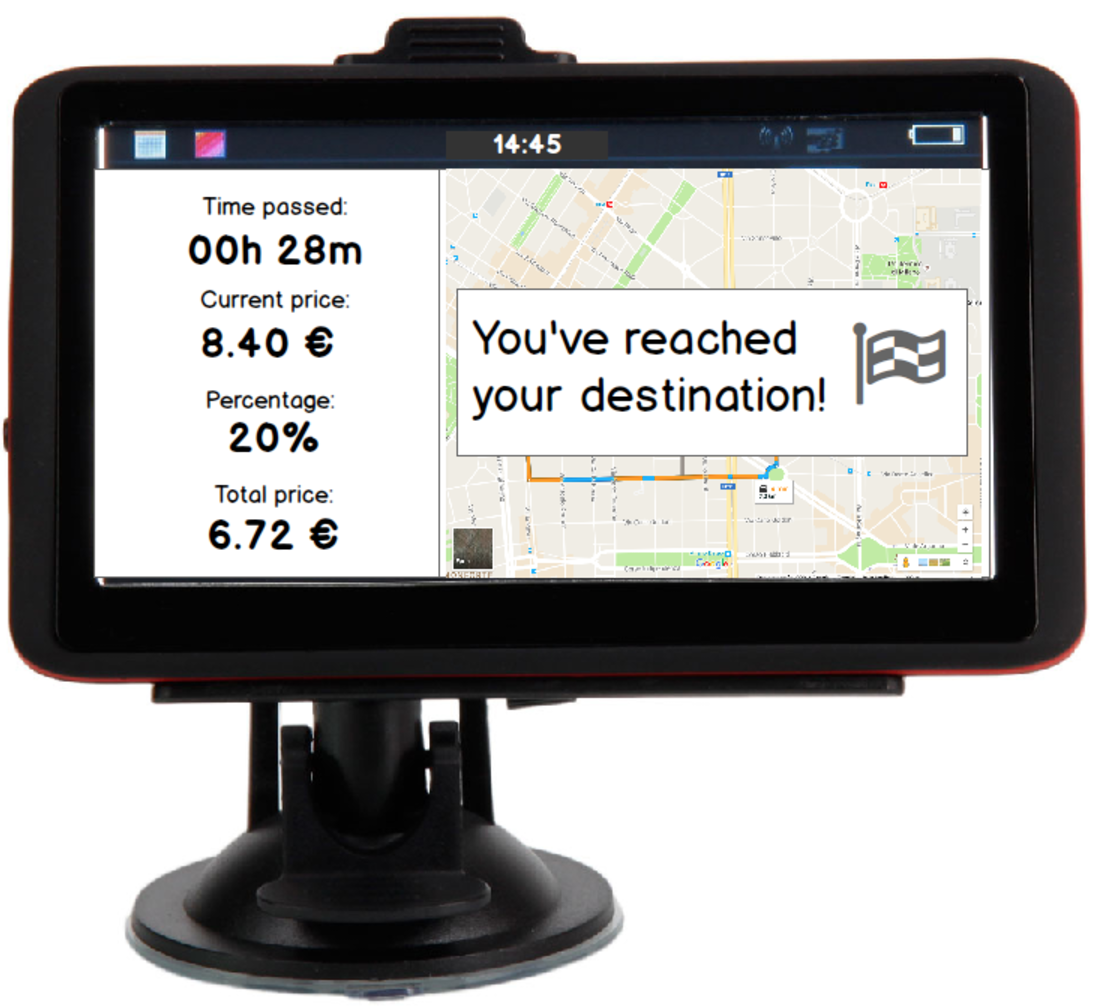 14:45
Time passed:
00h 28m
Current price:
8.40 €
Percentage:
20%
Total price:
6.72 €
You've reached
your destination!
Google